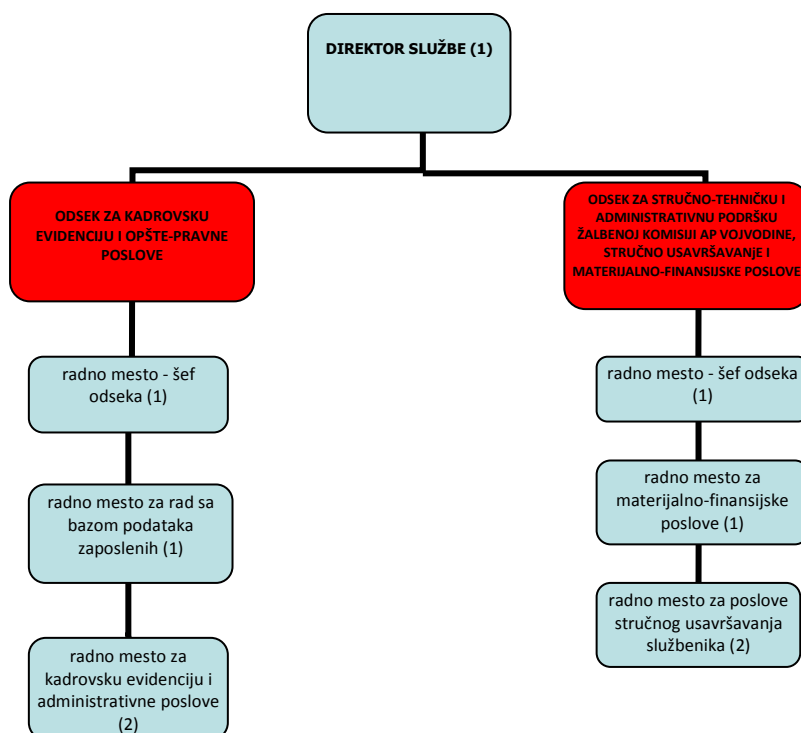 DIREKTOR SLUŽBE (1)
ODSEK ZA KADROVSKU
EVIDENCIJU I OPŠTE-PRAVNE
POSLOVE
ODSEK ZA STRUČNO-TEHNIČKU I
ADMINISTRATIVNU PODRŠKU
ŽALBENOJ KOMISIJI AP VOJVODINE,
STRUČNO USAVRŠAVANjE I
MATERIJALNO-FINANSIJSKE POSLOVE
radno mesto - šef
odseka (1)
radno mesto za rad sa
bazom podataka
zaposlenih (1)
radno mesto za
kadrovsku evidenciju i
administrativne poslove
(2)
radno mesto - šef odseka
(1)
radno mesto za
materijalno-finansijske
poslove (1)
radno mesto za poslove
stručnog usavršavanja
službenika (2)